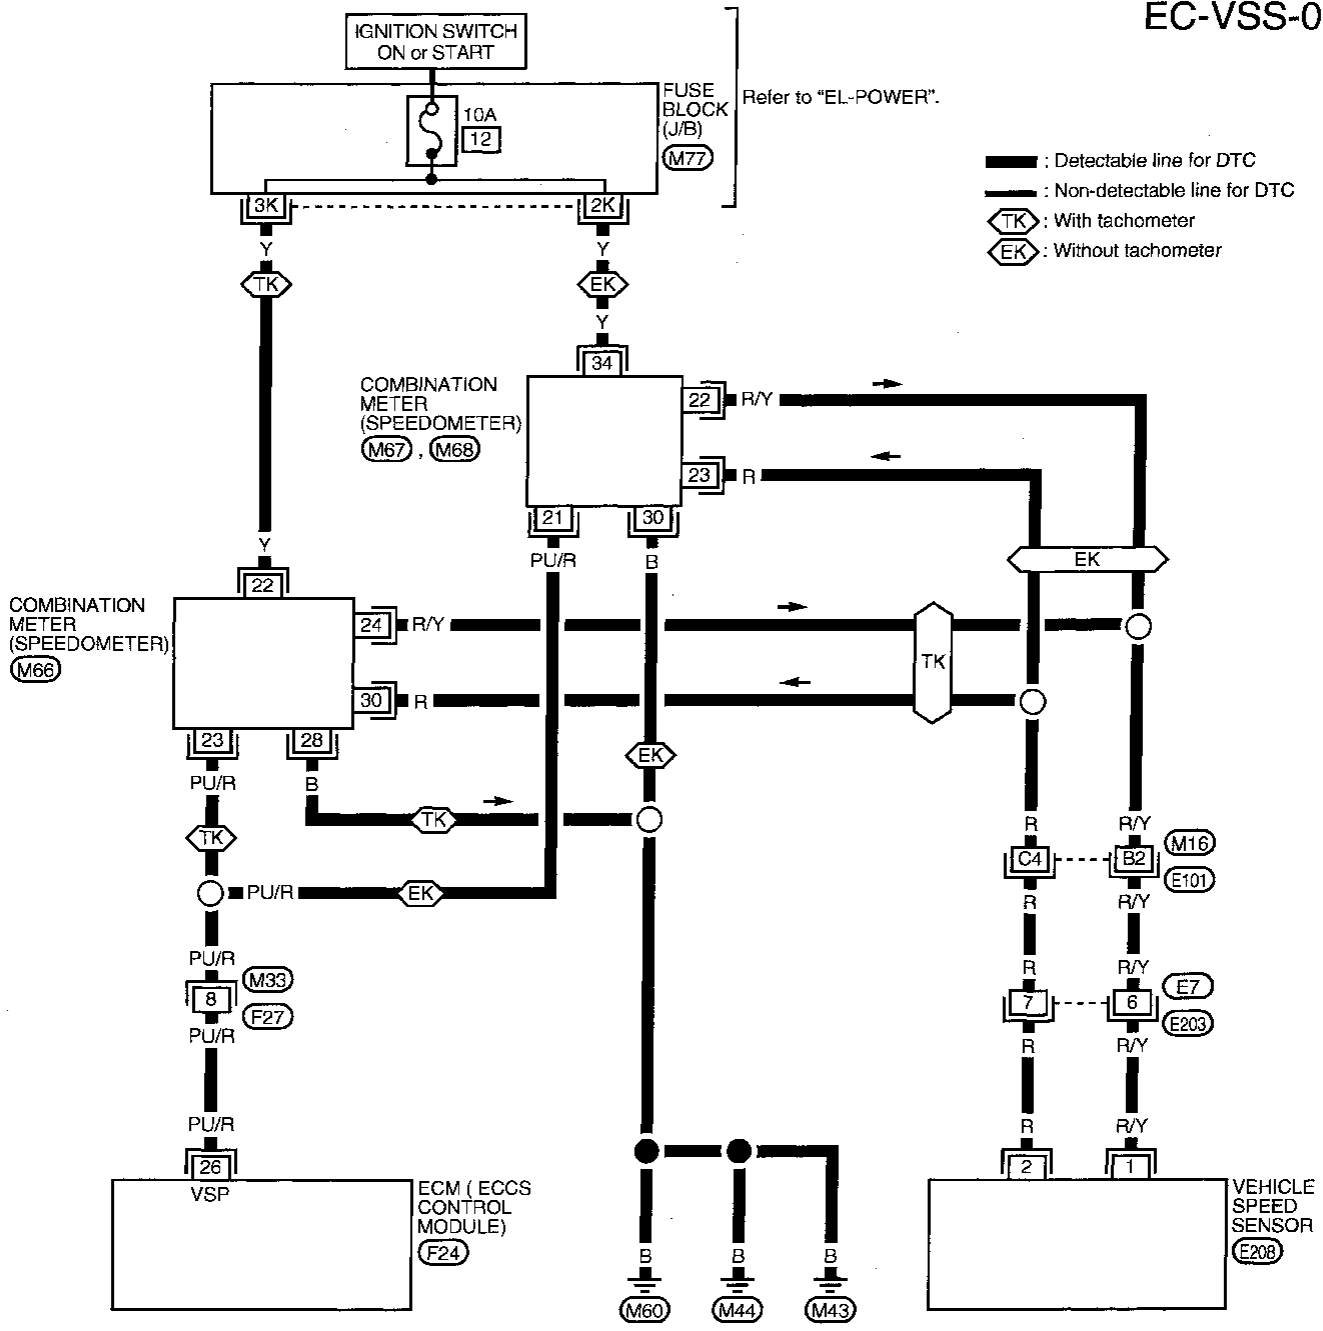 EC-VSS-0
IGNITION SWITCH
ON or START
FUSE
BLOCK
(J/B)
M77
10A
12
Refer to "EL-POWER".
: Detectable line for DTC
: Non-detectable line for DTC
TK : With tachometer
EK : Without tachometer
3K
2K
Y
Y
TK
EK
Y
34
COMBINATION
METER
(SPEEDOMETER)
M67 , M68
22 R/Y
23 R
21
30
PU/R
B
Y
22
EK
COMBINATION
METER
(SPEEDOMETER)
M66
24 R/Y
30 R
TK
23
28
PU/R
B
EK
TK
TK
PU/R
EK
R
R/Y
C4
B2
M16
E101
R
R/Y
PU/R
8
M33
F27
PU/R
R
R/Y
7
6
E7
E203
R
R/Y
PU/R
26
VSP
ECM ( ECCS
CONTROL
MODULE)
F24
R
R/Y
2
1
VEHICLE
SPEED
SENSOR
E208
B
B
B
M60
M44
M43